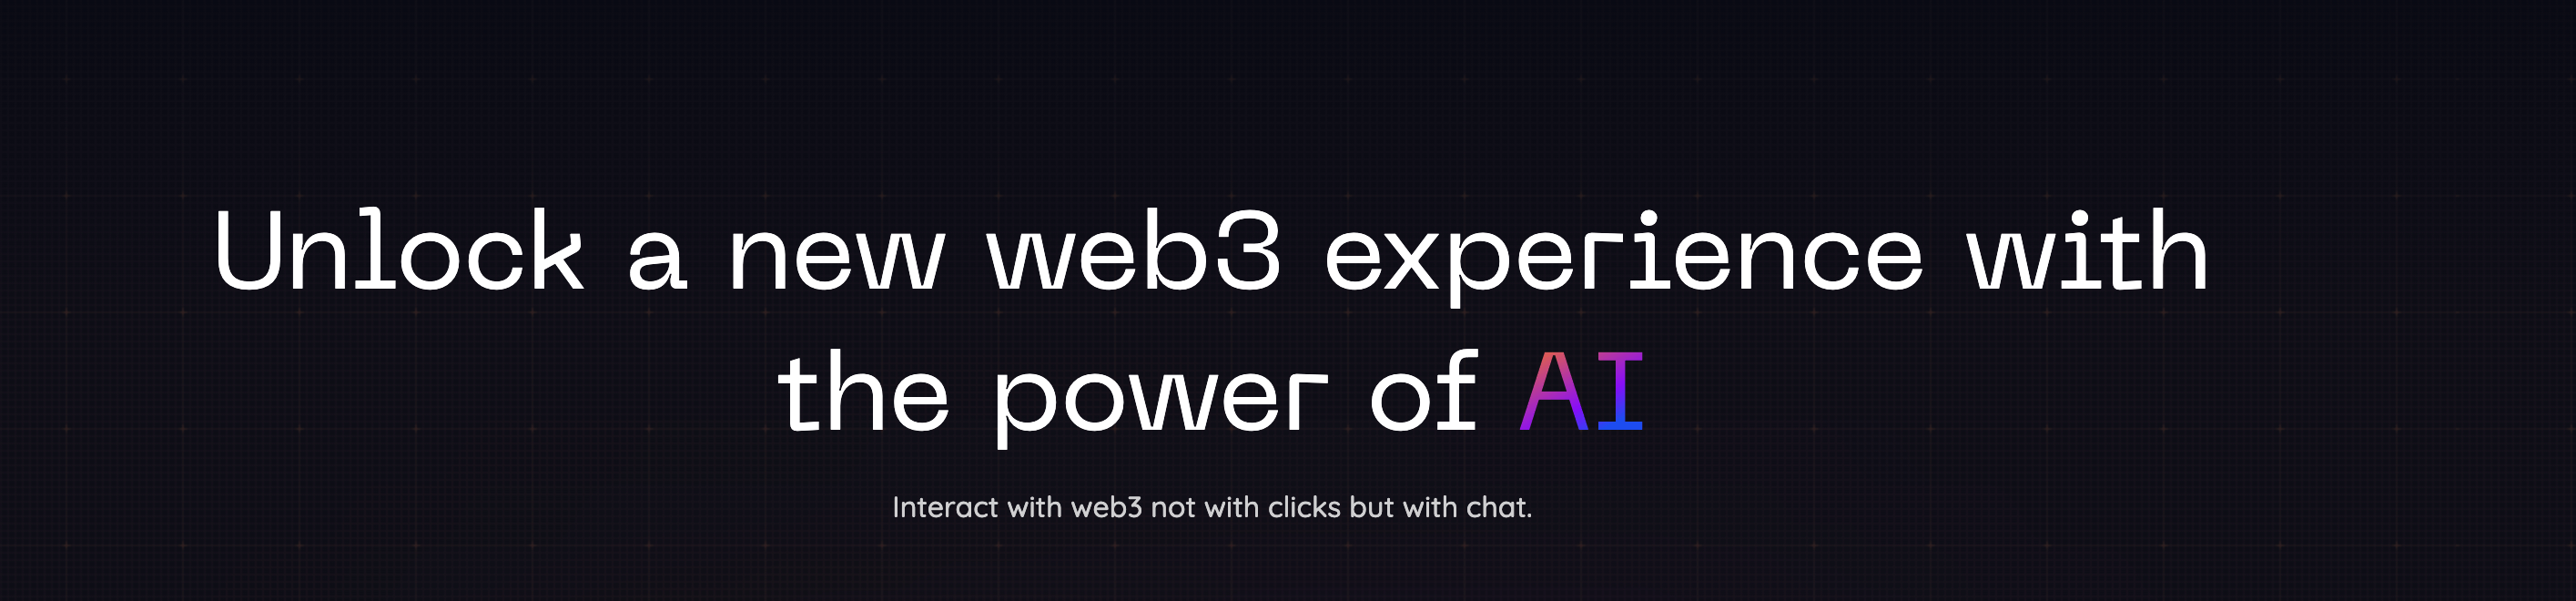 Unlock a new web3 experience with
the power of AI
Interact with web3 not with clicks but with chat.